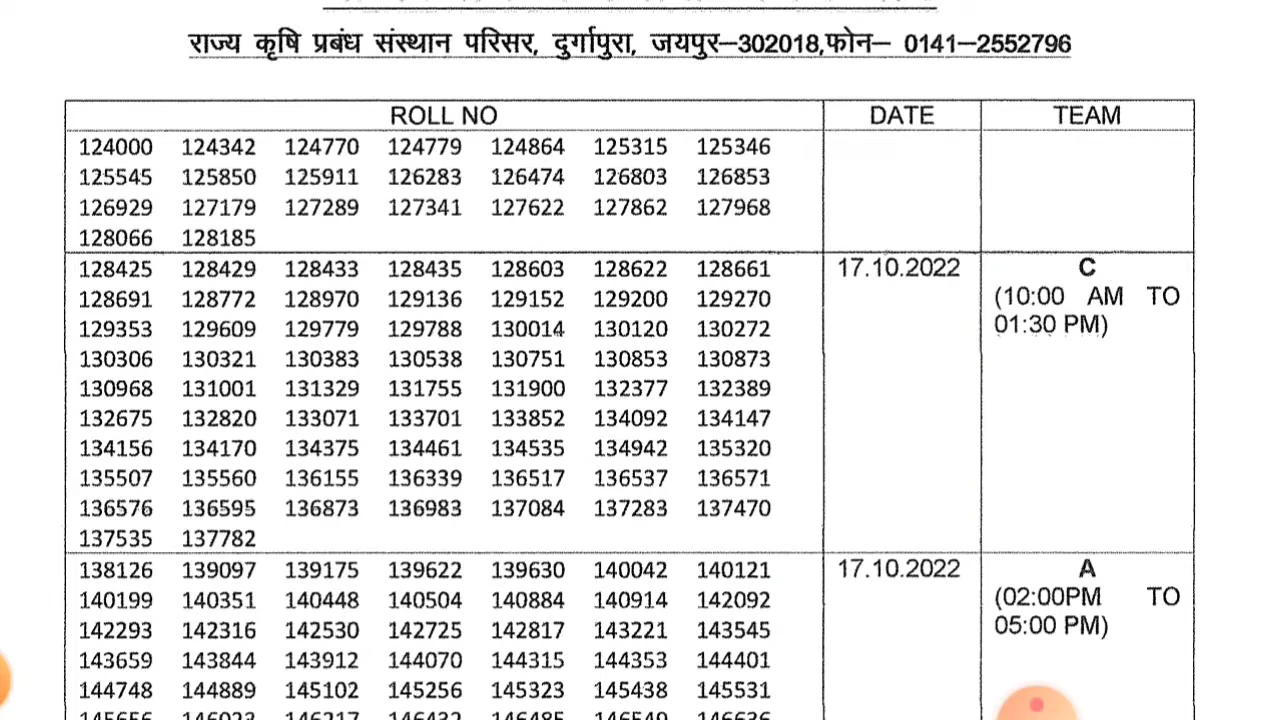 राज्य कृषि प्रबंध संस्थान परिसर, दुर्गापुरा, जयपुर–302018,फोन– 0141–2552796
ROLL NO DATE TEAM
124000 124342 124770 124779 124864 125315 125346
125545 125850 125911 126283 126474 126803 126853
126929 127179 127289 127341 127622 127862 127968
128066 128185
128425 128429 128433 128435 128603 128622 128661 17.10.2022 C
128691 128772 128970 129136 129152 129200 129270 (10:00 AM TO
129353 129609 129779 129788 130014 130120 130272 01:30 PM)
130306 130321 130383 130538 130751 130853 130873
130968 131001 131329 131755 131900 132377 132389
132675 132820 133071 133701 133852 134092 134147
134156 134170 134375 134461 134535 134942 135320
135507 135560 136155 136339 136517 136537 136571
136576 136595 136873 136983 137084 137283 137470
137535 137782
138126 139097 139175 139622 139630 140042 140121 17.10.2022 A
140199 140351 140448 140504 140884 140914 142092 (02:00PM TO
142293 142316 142530 142725 142817 143221 143545 05:00 PM)
143659 143844 143912 144070 144315 144353 144401
144748 144889 145102 145256 145323 145438 145531